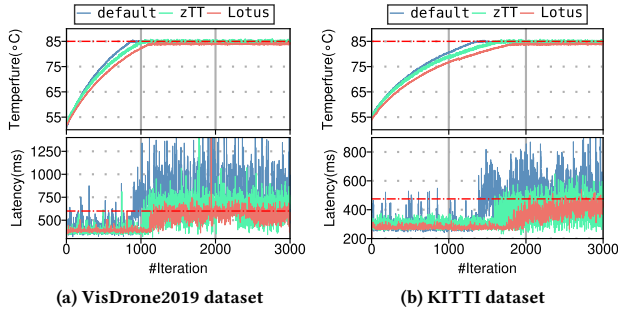 default zTT Lotus
default zTT Lotus
Temperfure(∘C)
85
75
65
55
Temperfure(∘C)
85
75
65
55
Latency(ms)
1250
1000
750
500
0 1000 2000 3000
#Iteration
Latency(ms)
800
600
400
200
0 1000 2000 3000
#Iteration
(a) VisDrone2019 dataset
(b) KITTI dataset